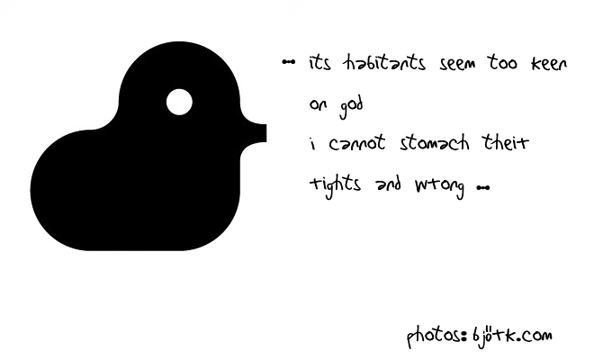 •• its habitants seem too keen
on god
i cannot stomach their
rights and wrong ••
photos: björk.com